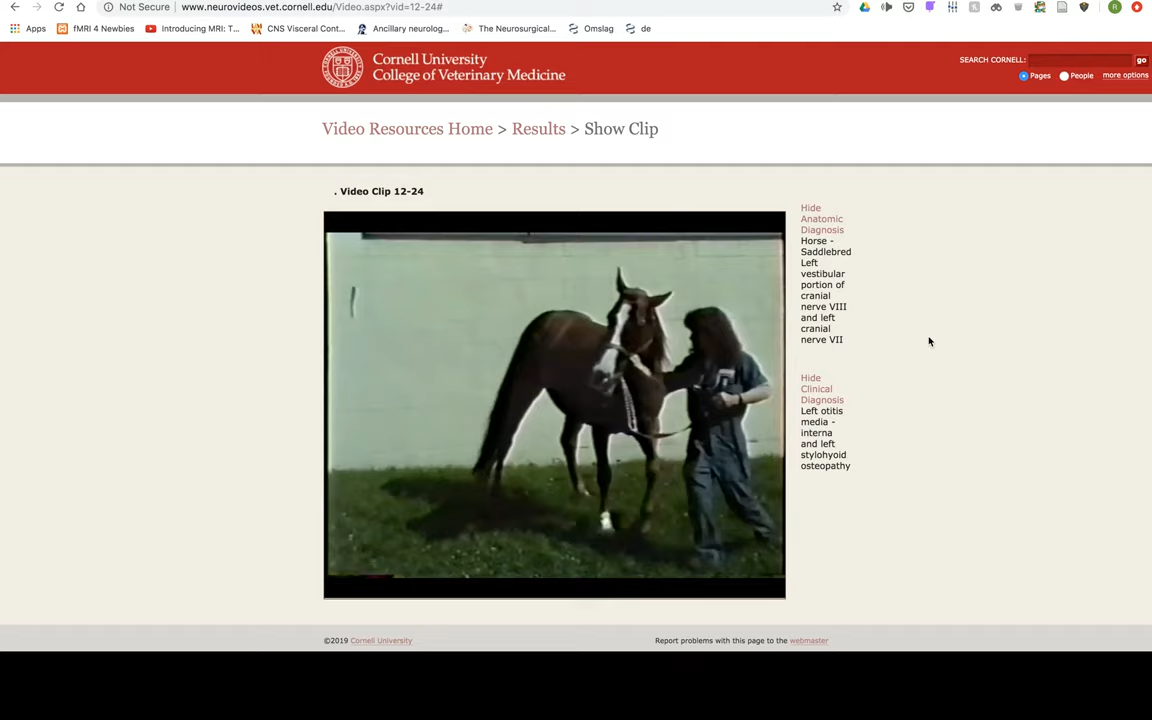 Not Secure | www.neurovideos.vet.cornell.edu/Video.aspx?vid=12-24#
Apps fMRI 4 Newbies Introducing MRI: T... CNS Visceral Cont... Ancillary neurolog... The Neurosurgical... Omslag de
Cornell University
College of Veterinary Medicine
SEARCH CORNELL: go
Pages People more options
Video Resources Home > Results > Show Clip
. Video Clip 12-24
Hide
Anatomic
Diagnosis
Horse -
Saddlebred
Left
vestibular
portion of
cranial
nerve VIII
and left
cranial
nerve VII
Hide
Clinical
Diagnosis
Left otitis
media -
interna
and left
stylohyoid
osteopathy
©2019 Cornell University
Report problems with this page to the webmaster